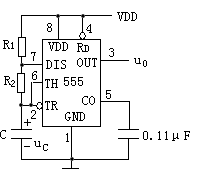 VDD
8
4
R1
VDD
RD
3
7
OUT
uo
DIS
R2
6
TH 555
CO
5
TR
2
GND
C
+
uC
1
0.11μF
-